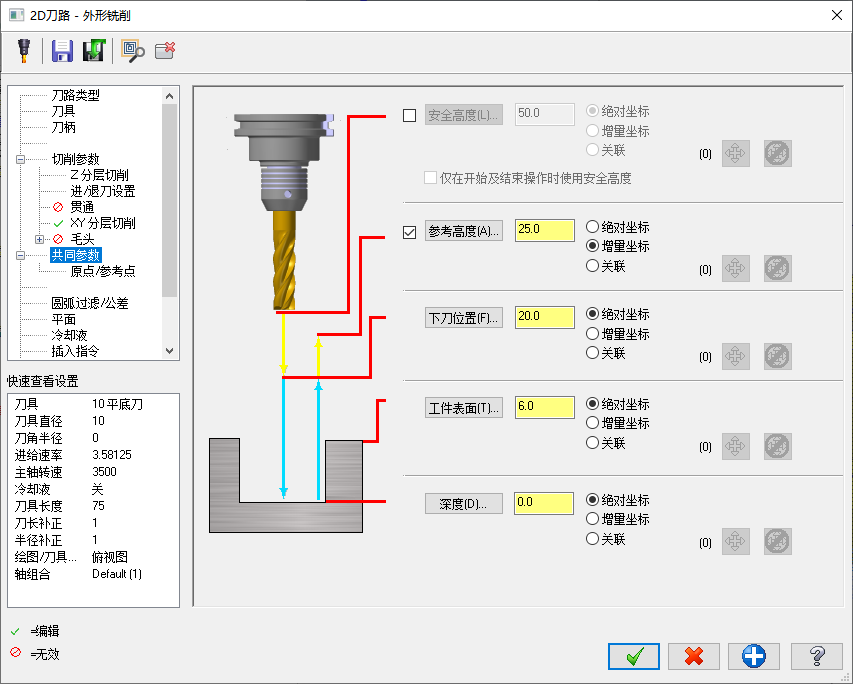 2D刀路 - 外形铣削
刀路类型
刀具
刀柄
切削参数
Z 分层切削
进/退刀设置
贯通
XY 分层切削
毛头
共同参数
原点/参考点
圆弧过滤/公差
平面
冷却液
插入指令
快速查看设置
刀具 10 平底刀
刀具直径 10
刀角半径 0
进给速率 3.58125
主轴转速 3500
冷却液 关
刀具长度 75
刀长补正 1
半径补正 1
绘图/刀具... 俯视图
轴组合 Default (1)
=编辑
=无效
安全高度(L)... 50.0 绝对坐标
增量坐标
关联
(0)
仅在开始及结束操作时使用安全高度
参考高度(A)... 25.0 绝对坐标
增量坐标
关联
(0)
下刀位置(F)... 20.0 绝对坐标
增量坐标
关联
(0)
工件表面(T)... 6.0 绝对坐标
增量坐标
关联
(0)
深度(D)... 0.0 绝对坐标
增量坐标
关联
(0)